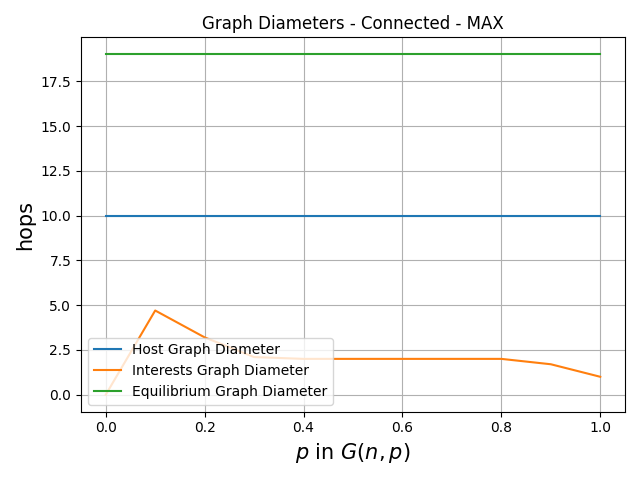 Graph Diameters - Connected - MAX
hops
17.5
15.0
12.5
10.0
7.5
5.0
2.5
0.0
Host Graph Diameter
Interests Graph Diameter
Equilibrium Graph Diameter
0.0 0.2 0.4 0.6 0.8 1.0
p in G(n, p)